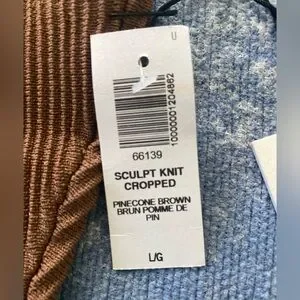 U
10000001204862
66139
SCULPT KNIT
CROPPED
PINECONE BROWN
BRUN POMME DE
PIN
L/G